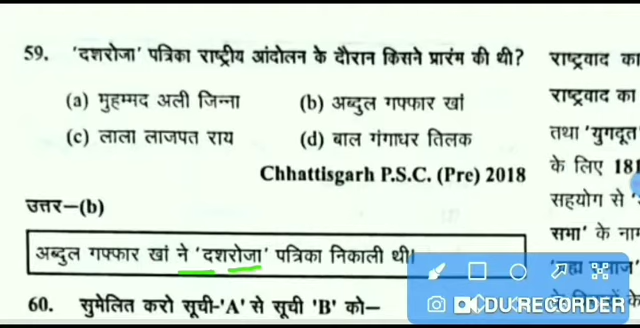 59. 'दशरोजा' पत्रिका राष्ट्रीय आंदोलन के दौरान किसने प्रारंम की थी?
(a) मुहम्मद अली जिन्ना (b) अब्दुल गफ्फार खां
(c) लाला लाजपत राय (d) बाल गंगाधर तिलक
Chhattisgarh P.S.C. (Pre) 2018
उत्तर–(b)
अब्दुल गफ्फार खां ने 'दशरोजा' पत्रिका निकाली थी।
60. सुमेलित करो सूची-'A' से सूची 'B' को–
राष्ट्रवाद का
राष्ट्रवाद का
तथा 'युगदूत
के लिए 181
सहयोग से
सभा' के नाम
DU RECORDER